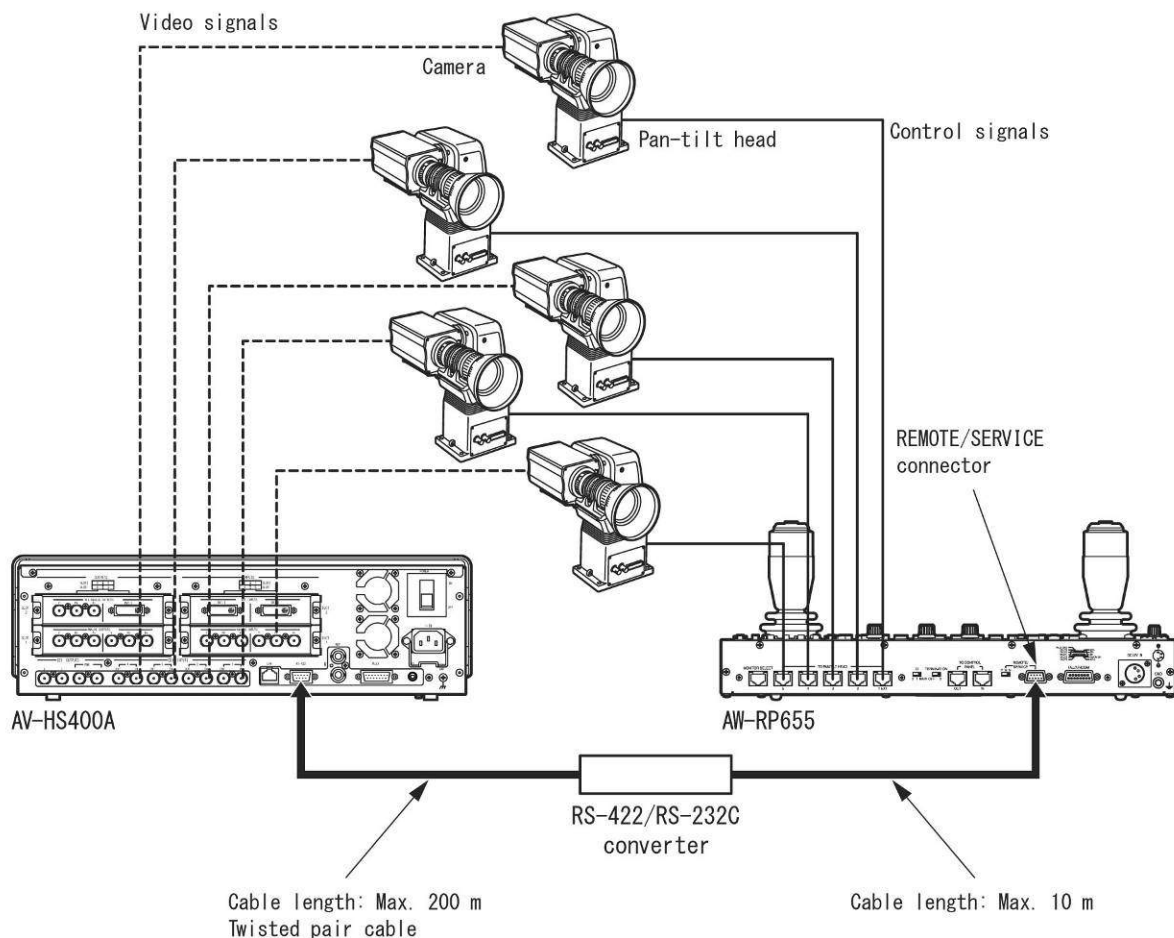 Video signals
Camera
Pan-tilt head
Control signals
REMOTE/SERVICE
connector
AV-HS400A
AW-RP655
RS-422/RS-232C
converter
Cable length: Max. 200 m
Twisted pair cable
Cable length: Max. 10 m